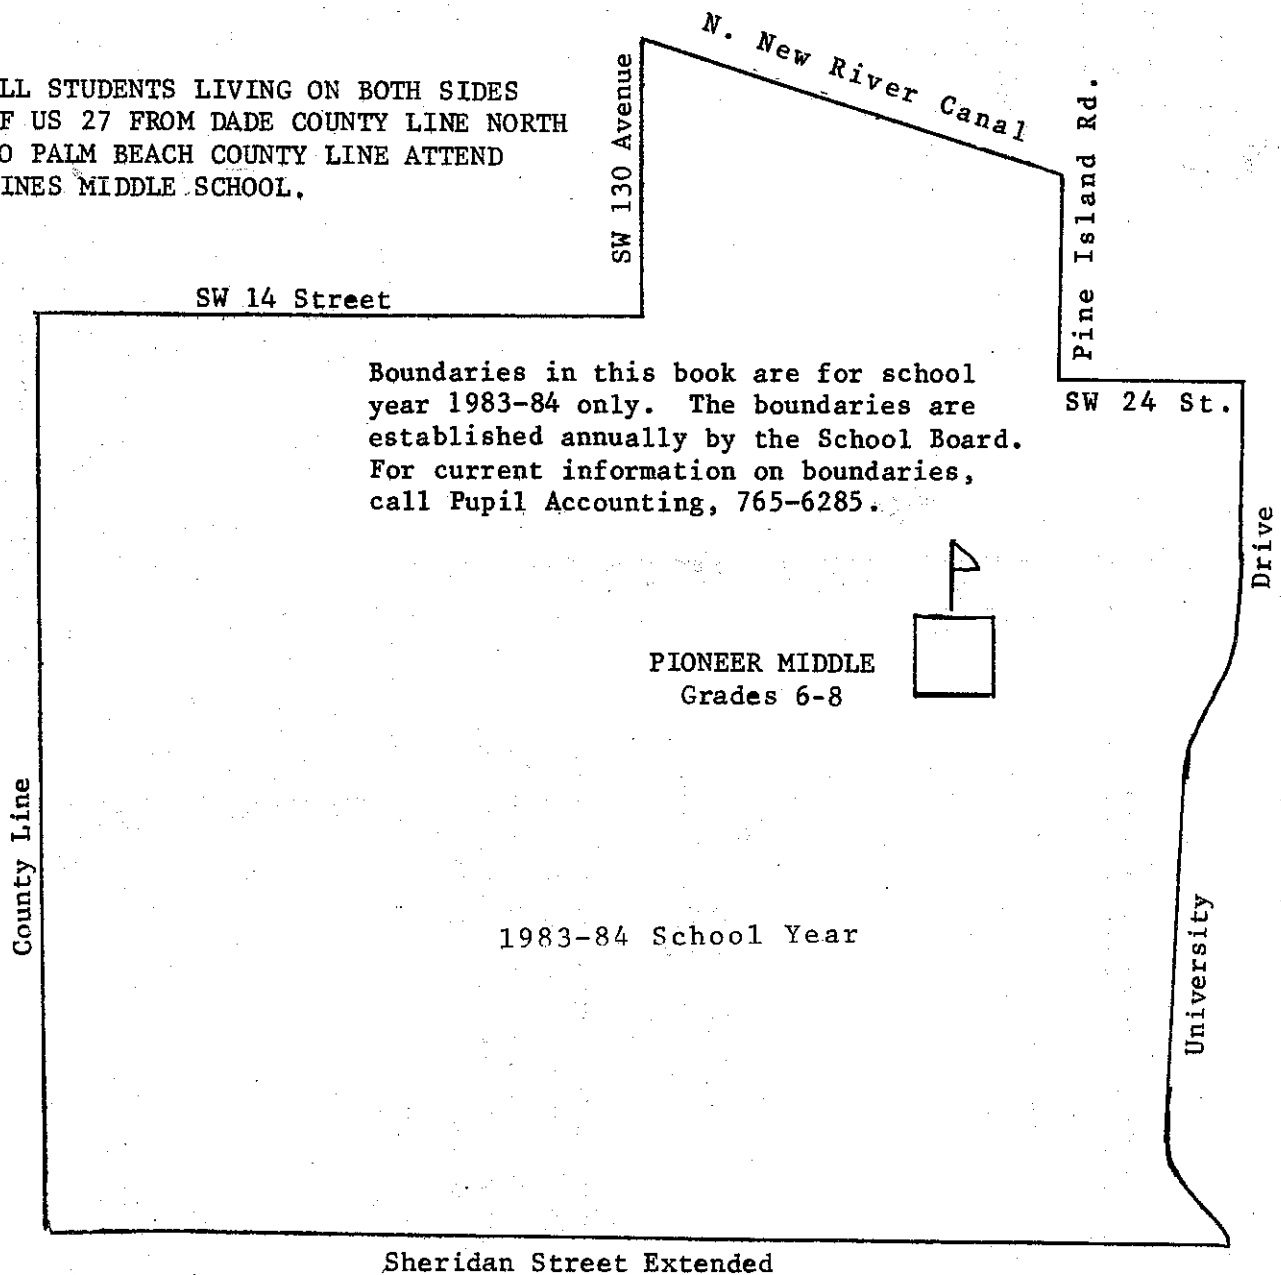 N. New River Canal
LL STUDENTS LIVING ON BOTH SIDES
F US 27 FROM DADE COUNTY LINE NORTH
O PALM BEACH COUNTY LINE ATTEND
INES MIDDLE SCHOOL.
SW 130 Avenue
Pine Island Rd.
SW 14 Street
Boundaries in this book are for school
year 1983-84 only. The boundaries are
established annually by the School Board.
For current information on boundaries,
call Pupil Accounting, 765-6285.
SW 24 St.
Drive
PIONEER MIDDLE
Grades 6-8
County Line
1983-84 School Year
University
Sheridan Street Extended